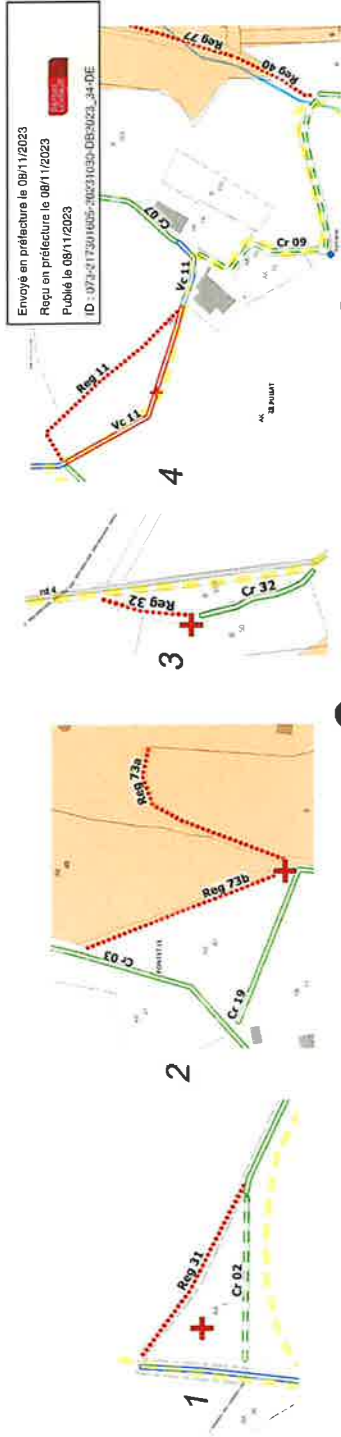 Envoyé en préfecture le 08/11/2023
Reçu en préfecture le 08/11/2023
Publié le 08/11/2023
ID : 073-217301605-20231030-DB2023_34-DE
1
Reg 31
Cr 02
2
Reg 73a
Reg 73b
Cr 03
Cr 19
3
rd 4
Reg 32
Cr 32
4
Reg 11
Vc 11
Vc 11
Cr 07
Cr 09
Reg 40
Reg 77